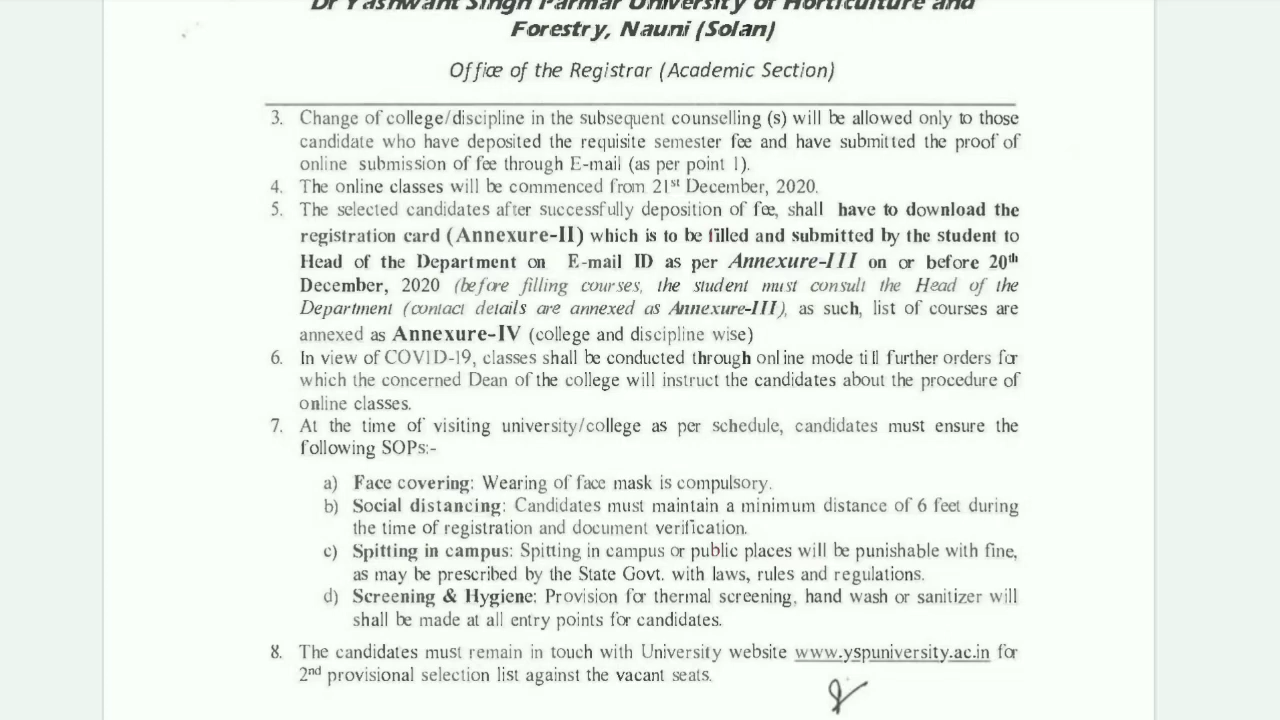 Dr Yashwant Singh Parmar University of Horticulture and
Forestry, Nauni (Solan)
Office of the Registrar (Academic Section)
3. Change of college/discipline in the subsequent counselling (s) will be allowed only to those
candidate who have deposited the requisite semester fee and have submitted the proof of
online submission of fee through E-mail (as per point 1).
4. The online classes will be commenced from 21st December, 2020.
5. The selected candidates after successfully deposition of fee, shall have to download the
registration card (Annexure-II) which is to be filled and submitted by the student to
Head of the Department on E-mail ID as per Annexure-III on or before 20th
December, 2020 (before filling courses, the student must consult the Head of the
Department (contact details are annexed as Annexure-III), as such, list of courses are
annexed as Annexure-IV (college and discipline wise)
6. In view of COVID-19, classes shall be conducted through online mode till further orders for
which the concerned Dean of the college will instruct the candidates about the procedure of
online classes.
7. At the time of visiting university/college as per schedule, candidates must ensure the
following SOPs:-
a) Face covering: Wearing of face mask is compulsory.
b) Social distancing: Candidates must maintain a minimum distance of 6 feet during
the time of registration and document verification.
c) Spitting in campus: Spitting in campus or public places will be punishable with fine,
as may be prescribed by the State Govt. with laws, rules and regulations.
d) Screening & Hygiene: Provision for thermal screening, hand wash or sanitizer will
shall be made at all entry points for candidates.
8. The candidates must remain in touch with University website www.yspuniversity.ac.in for
2nd provisional selection list against the vacant seats.